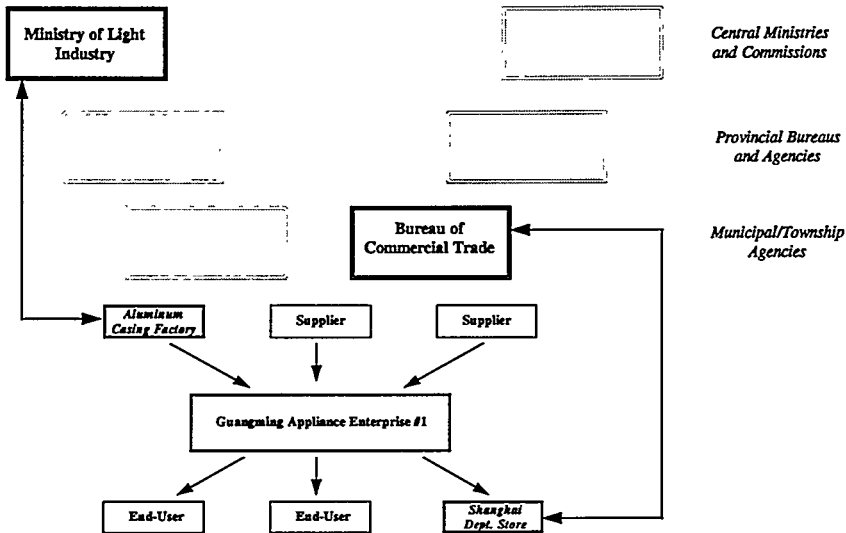 Ministry of Light
Industry
Central Ministries
and Commissions
Provincial Bureaus
and Agencies
Bureau of
Commercial Trade
Municipal/Township
Agencies
Aluminum
Casing Factory
Supplier
Supplier
Guangming Appliance Enterprise #1
End-User
End-User
Shanghai
Dept. Store